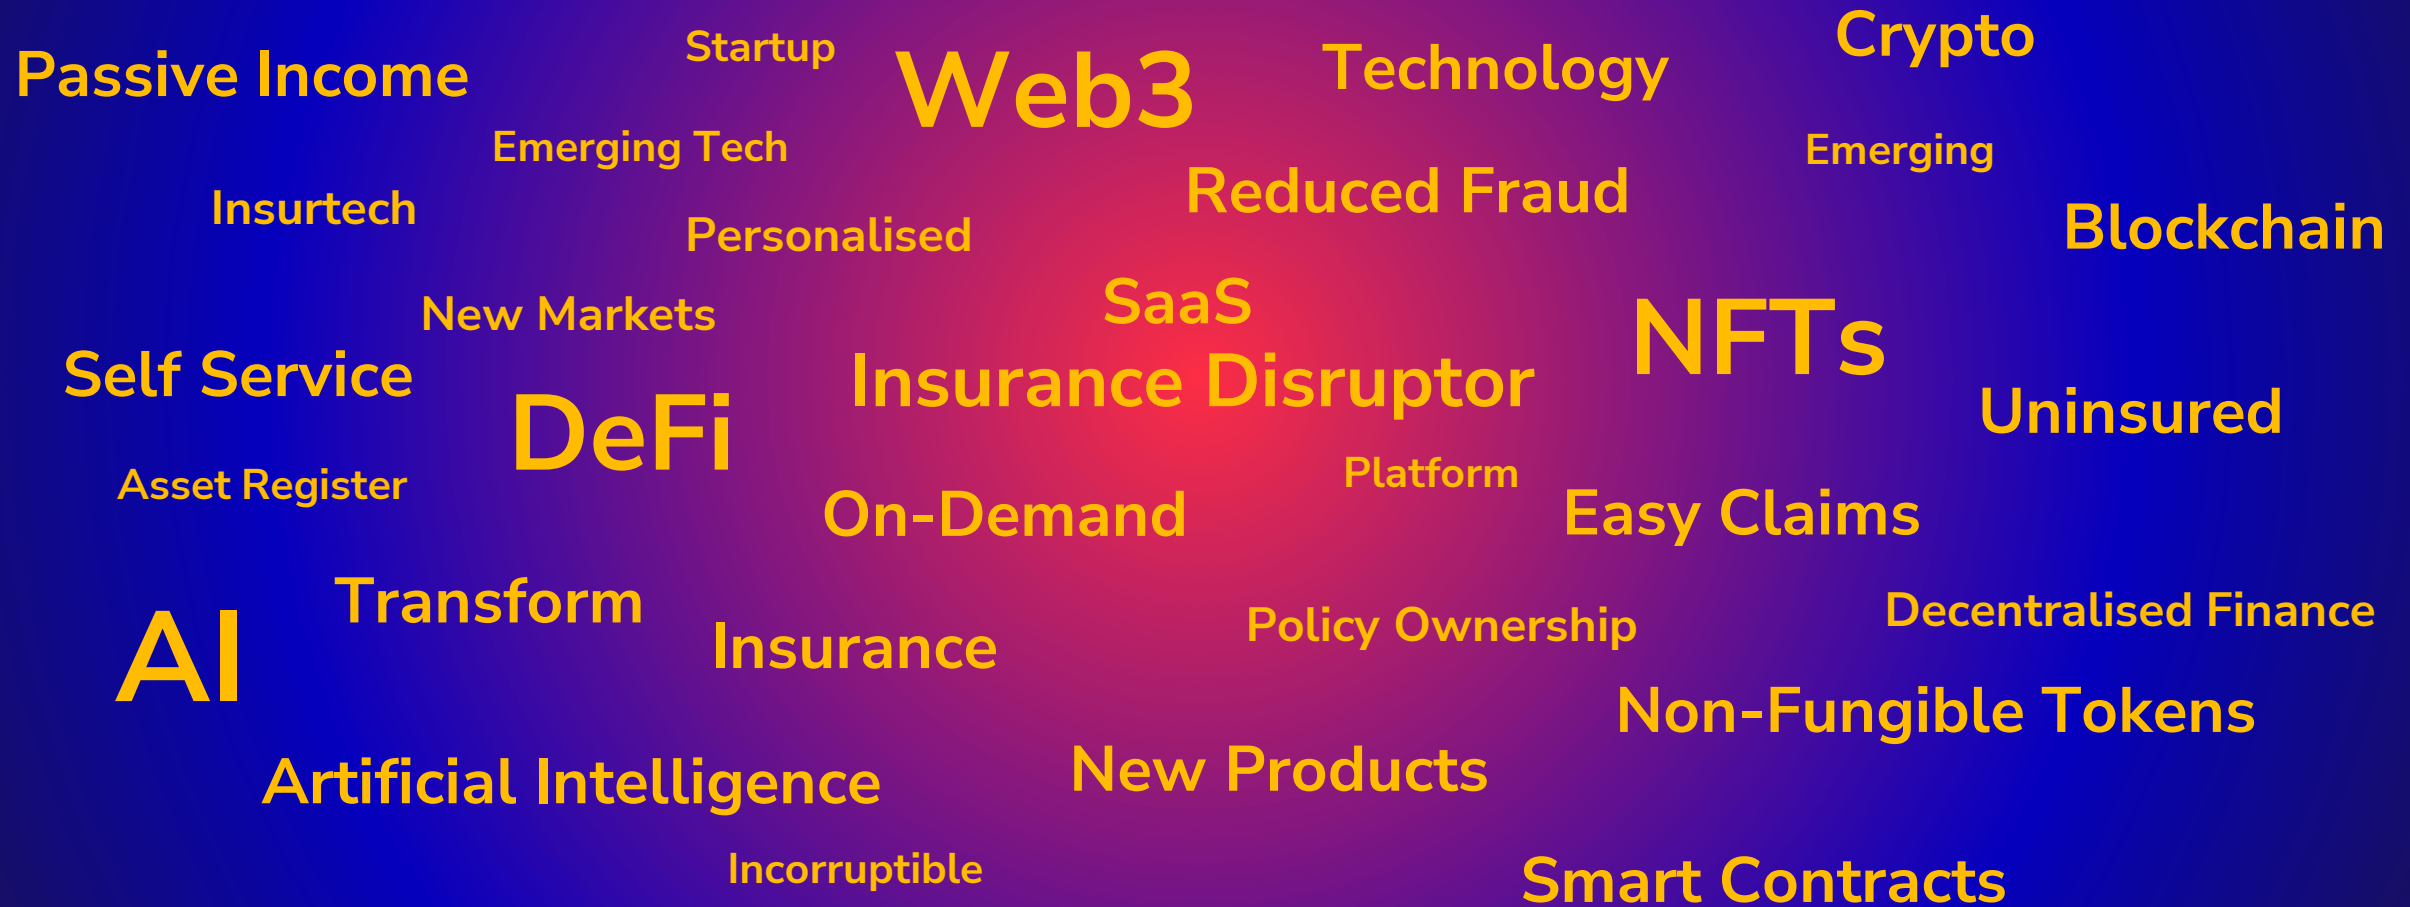 Crypto
Startup
Technology
Passive Income
Web3
Emerging Tech
Emerging
Reduced Fraud
Insurtech
Blockchain
Personalised
SaaS
New Markets
NFTs
Self Service
Insurance Disruptor
Uninsured
DeFi
Platform
Asset Register
On-Demand
Easy Claims
Transform
Decentralised Finance
Policy Ownership
Insurance
AI
Non-Fungible Tokens
New Products
Artificial Intelligence
Incorruptible
Smart Contracts